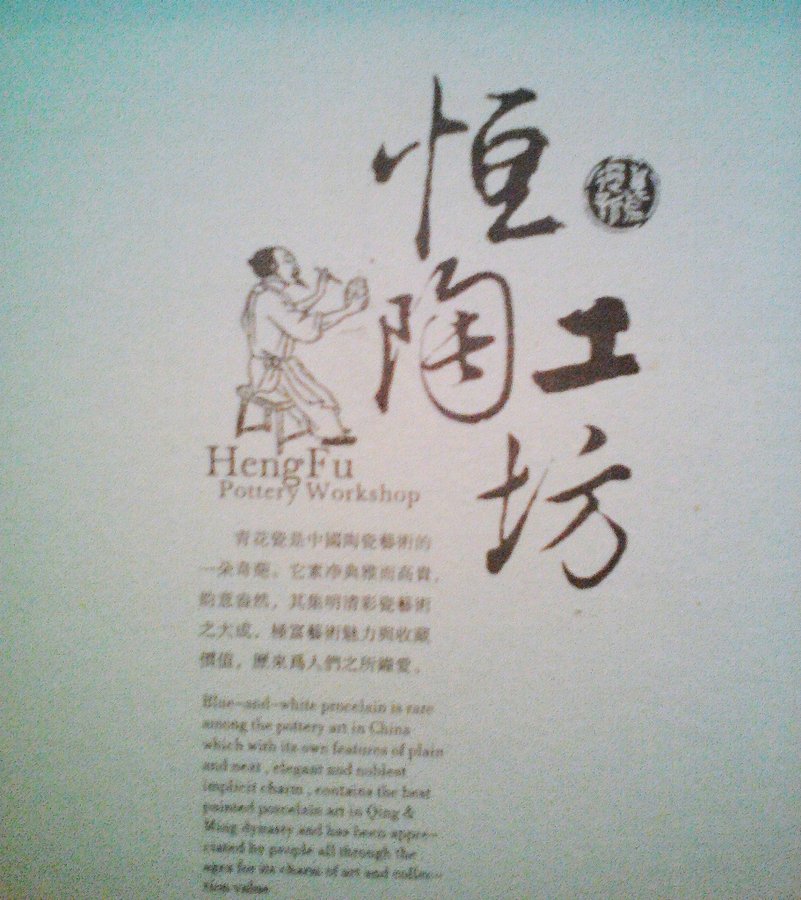 恒陶
工坊
HengFu
Pottery Workshop
青花瓷是中國陶瓷藝術的
一朵奇葩。它素净典雅而高貴,
韵意盎然,其集明清彩瓷藝術
之大成,極富藝術魅力與收藏
價值,歷來爲人們之所鐘愛。
Blue-and-white procelain is rare
among the pottery art in China
which with its own features of plain
and neat , elegant and noblest
implicit charm , contains the best
painted porcelain art in Qing &
Ming dynasty and has been appre-
ciated by people all through the
ages for its charm of art and collec-
tion value